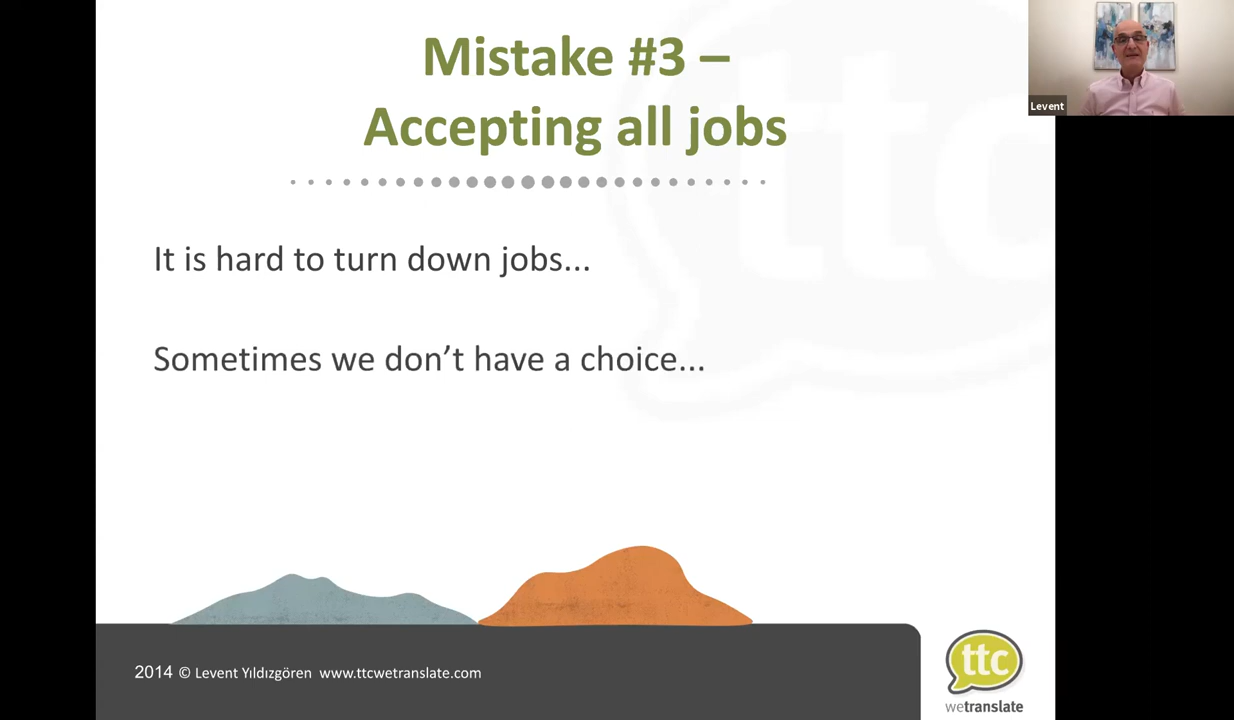 Mistake #3 –
Accepting all jobs
Levent
It is hard to turn down jobs...
Sometimes we don’t have a choice...
2014 © Levent Yıldızgören www.ttcwetranslate.com
ttc
wetranslate
ttc